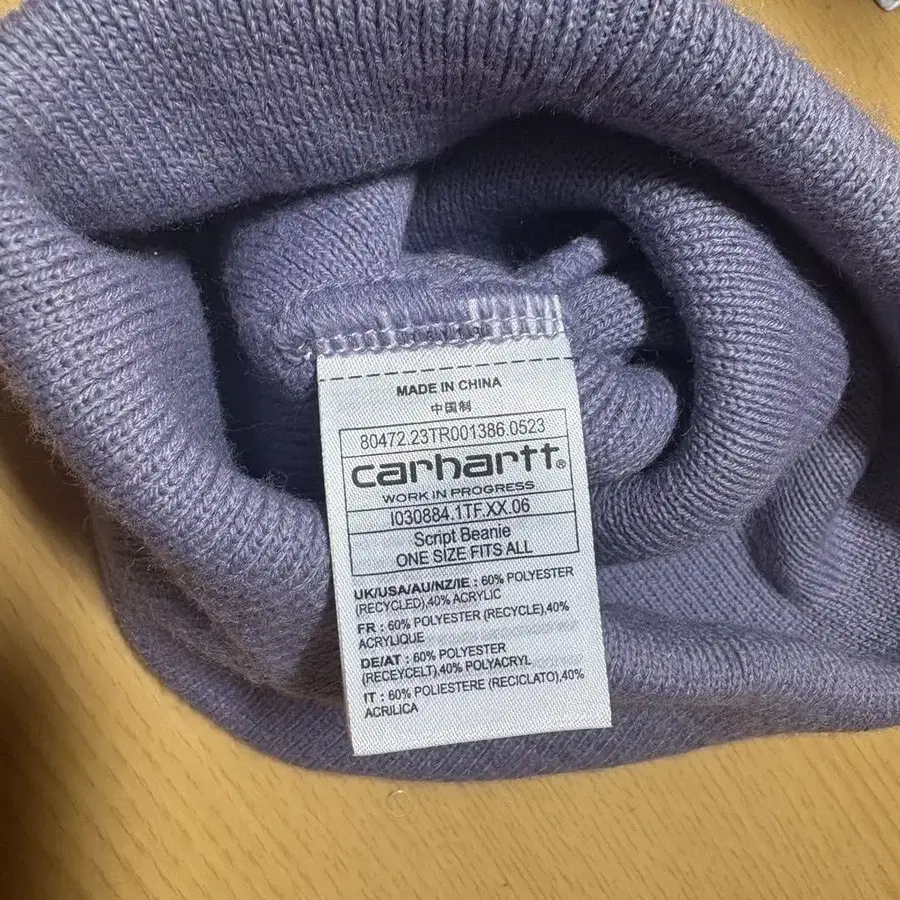 MADE IN CHINA
中国制
80472.23TR001386.0523
carhartt®
WORK IN PROGRESS
I030884.1TF.XX.06
Script Beanie
ONE SIZE FITS ALL
UK/USA/AU/NZ/IE : 60% POLYESTER
(RECYCLED),40% ACRYLIC
FR : 60% POLYESTER (RECYCLE),40%
ACRYLIQUE
DE/AT : 60% POLYESTER
(RECEYCELT),40% POLYACRYL
IT : 60% POLIESTERE (RICICLATO),40%
ACRILICA